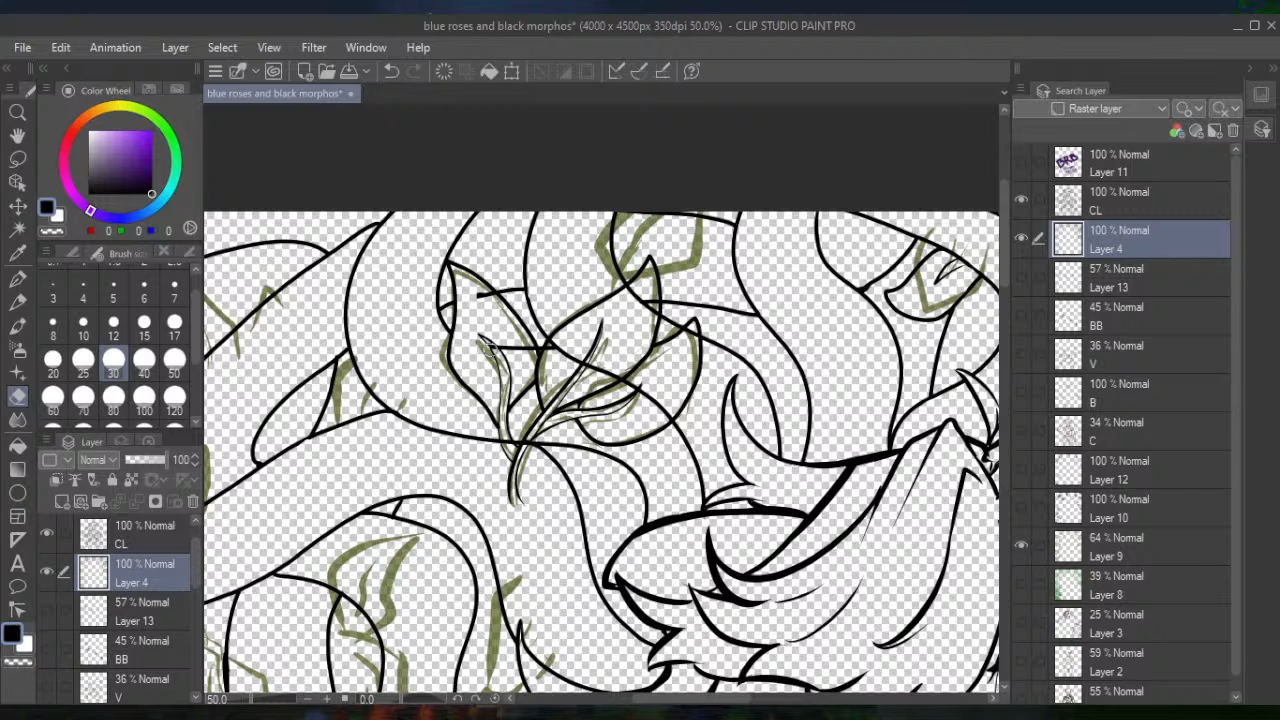 blue roses and black morphos* (4000 x 4500px 350dpi 50.0%) - CLIP STUDIO PAINT PRO
File Edit Animation Layer Select View Filter Window Help
blue roses and black morphos*
Color Wheel
0 0 0
Brush size
3 4 5 6 7
8 10 12 15 17
20 25 30 40 50
60 70 80 100 120
Layer
Normal 100
100 % Normal
CL
100 % Normal
Layer 4
57 % Normal
Layer 13
45 % Normal
BB
36 % Normal
V
50.0 0.0
Search Layer
Raster layer
BRB
100 % Normal
Layer 11
100 % Normal
CL
100 % Normal
Layer 4
57 % Normal
Layer 13
45 % Normal
BB
36 % Normal
V
100 % Normal
B
34 % Normal
C
100 % Normal
Layer 12
100 % Normal
Layer 10
64 % Normal
Layer 9
39 % Normal
Layer 8
25 % Normal
Layer 3
59 % Normal
Layer 2
55 % Normal